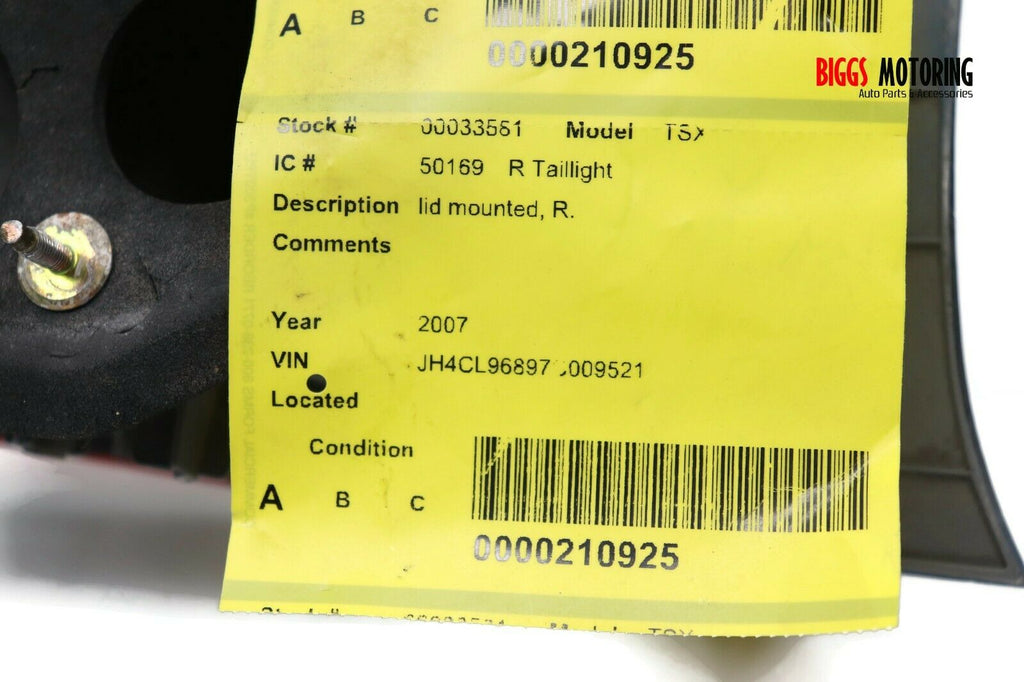 A B C
0000210925
BIGGS MOTORING
Auto Parts & Accessories
Stock # 00033561 Model TSX
IC # 50169 R Taillight
Description lid mounted, R.
Comments
Year 2007
VIN JH4CL96897 009521
Located
Condition
A B C
0000210925